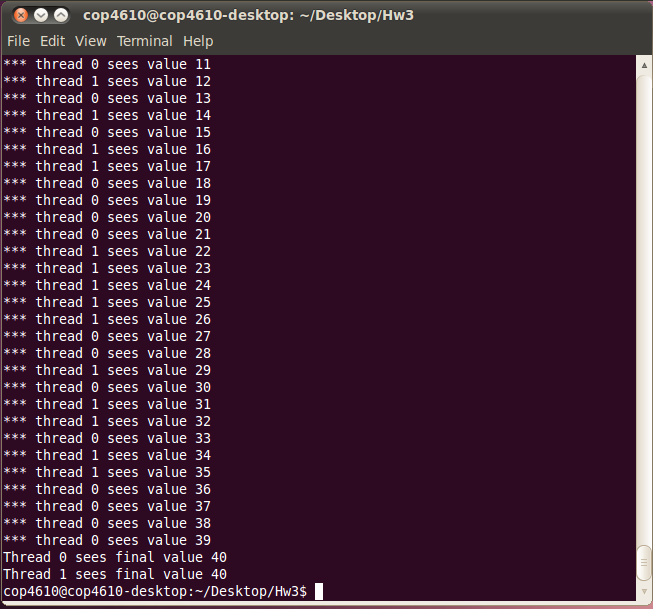 cop4610@cop4610-desktop: ~/Desktop/Hw3
File Edit View Terminal Help
*** thread 0 sees value 11
*** thread 1 sees value 12
*** thread 0 sees value 13
*** thread 1 sees value 14
*** thread 0 sees value 15
*** thread 1 sees value 16
*** thread 1 sees value 17
*** thread 0 sees value 18
*** thread 0 sees value 19
*** thread 0 sees value 20
*** thread 0 sees value 21
*** thread 1 sees value 22
*** thread 1 sees value 23
*** thread 1 sees value 24
*** thread 1 sees value 25
*** thread 1 sees value 26
*** thread 0 sees value 27
*** thread 0 sees value 28
*** thread 1 sees value 29
*** thread 0 sees value 30
*** thread 1 sees value 31
*** thread 1 sees value 32
*** thread 0 sees value 33
*** thread 1 sees value 34
*** thread 1 sees value 35
*** thread 0 sees value 36
*** thread 0 sees value 37
*** thread 0 sees value 38
*** thread 0 sees value 39
Thread 0 sees final value 40
Thread 1 sees final value 40
cop4610@cop4610-desktop:~/Desktop/Hw3$